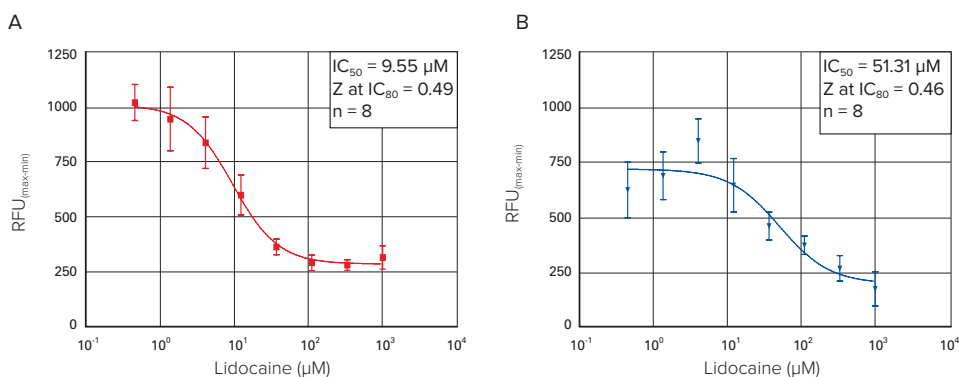 A
1250
1000
750
500
250
0
RFU(max-min)
IC50 = 9.55 µM
Z at IC80 = 0.49
n = 8
10-1
100
101
102
103
104
Lidocaine (µM)
B
1250
1000
750
500
250
0
RFU(max-min)
IC50 = 51.31 µM
Z at IC80 = 0.46
n = 8
10-1
100
101
102
103
104
Lidocaine (µM)